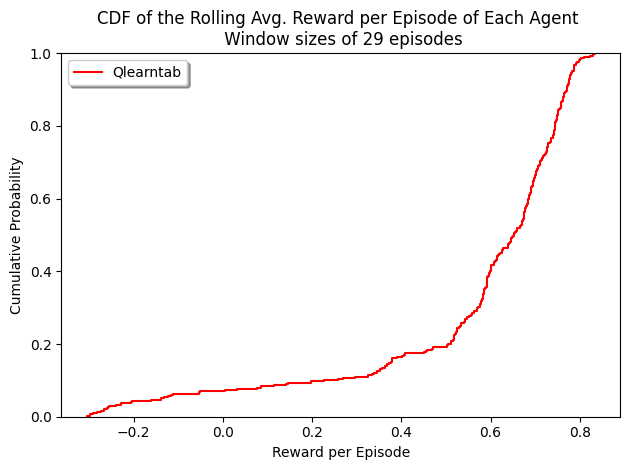 CDF of the Rolling Avg. Reward per Episode of Each Agent
Window sizes of 29 episodes
Qlearntab
Cumulative Probability
1.0
0.8
0.6
0.4
0.2
0.0
−0.2
0.0
0.2
0.4
0.6
0.8
Reward per Episode